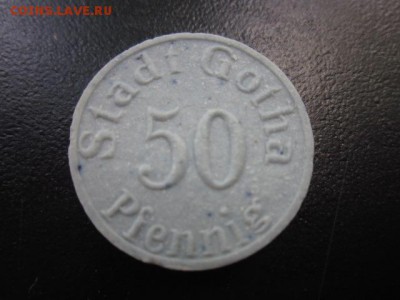 coins.lave.ru
Stadt Gotha
50
Pfennig